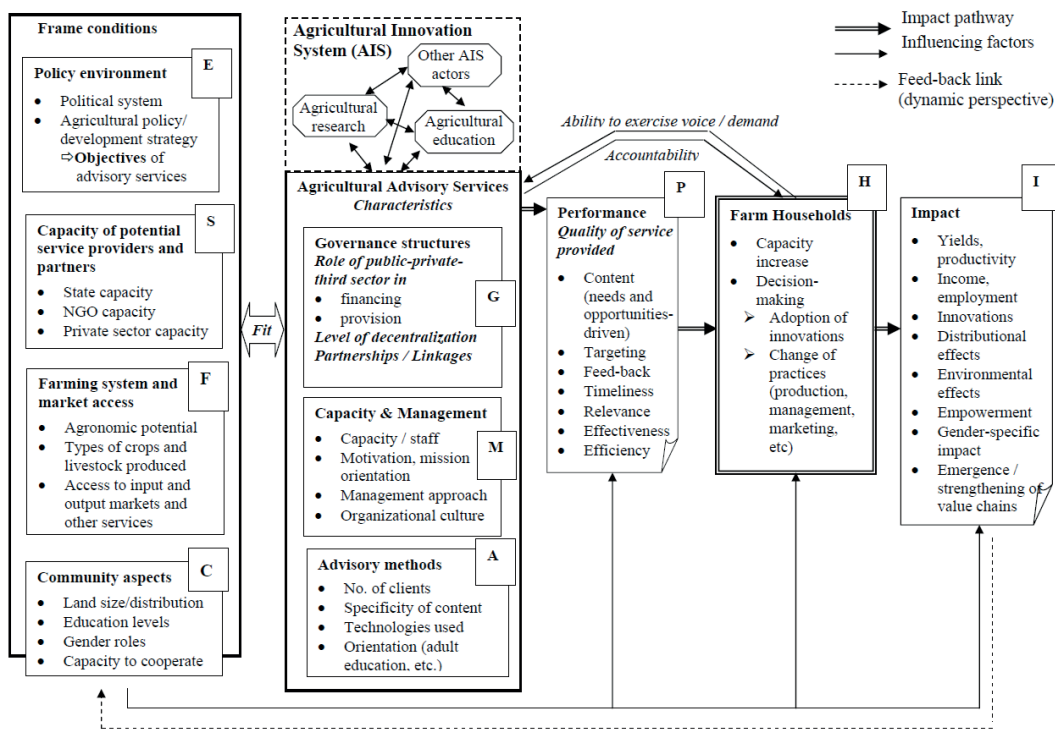 Frame conditions
E
Policy environment
• Political system
• Agricultural policy/
development strategy
⇨Objectives of
advisory services
S
Capacity of potential
service providers and
partners
• State capacity
• NGO capacity
• Private sector capacity
F
Farming system and
market access
• Agronomic potential
• Types of crops and
livestock produced
• Access to input and
output markets and
other services
C
Community aspects
• Land size/distribution
• Education levels
• Gender roles
• Capacity to cooperate
Fit
Agricultural Innovation
System (AIS)
Other AIS
actors
Agricultural
research
Agricultural
education
Agricultural Advisory Services
Characteristics
Governance structures
Role of public-private-
third sector in
• financing
• provision
G
Level of decentralization
Partnerships / Linkages
Capacity & Management
• Capacity / staff
• Motivation, mission
orientation
M
• Management approach
• Organizational culture
A
Advisory methods
• No. of clients
• Specificity of content
• Technologies used
• Orientation (adult
education, etc.)
Ability to exercise voice / demand
Accountability
P
Performance
Quality of service
provided
• Content
(needs and
opportunities-
driven)
• Targeting
• Feed-back
• Timeliness
• Relevance
• Effectiveness
• Efficiency
H
Farm Households
• Capacity
increase
• Decision-
making
➢ Adoption of
innovations
➢ Change of
practices
(production,
management,
marketing,
etc)
I
Impact
• Yields,
productivity
• Income,
employment
• Innovations
• Distributional
effects
• Environmental
effects
• Empowerment
• Gender-specific
impact
• Emergence /
strengthening of
value chains
Impact pathway
Influencing factors
Feed-back link
(dynamic perspective)